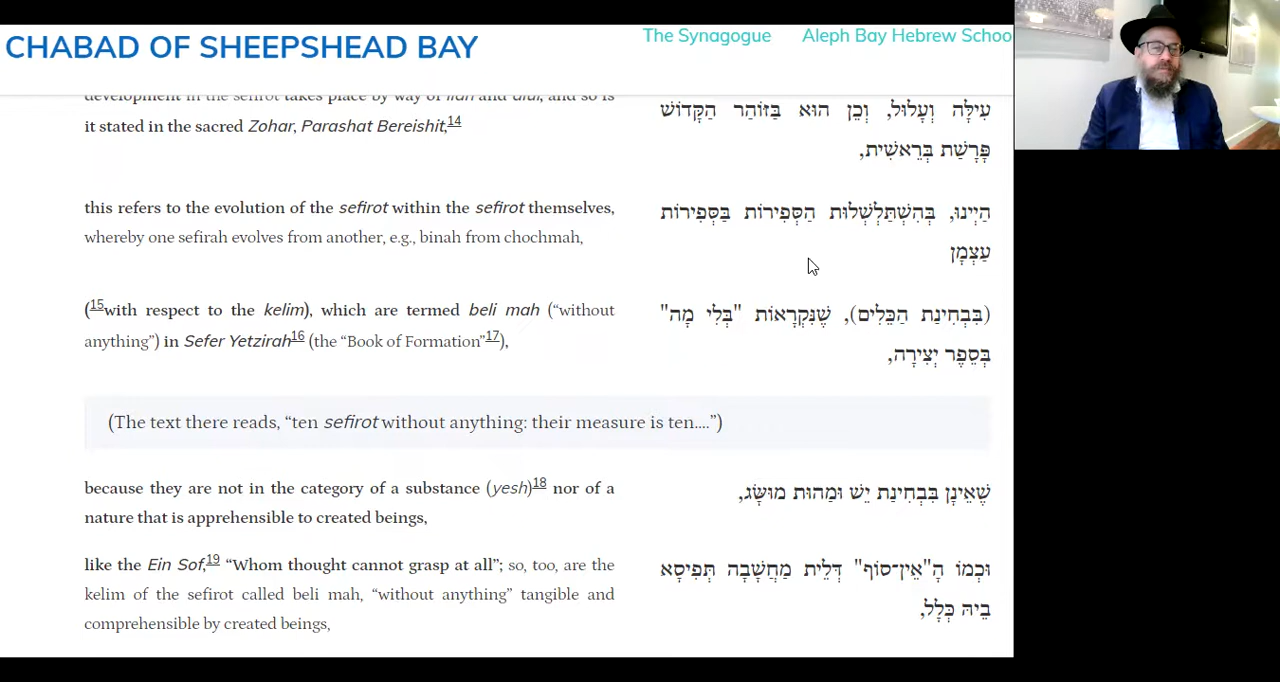 CHABAD OF SHEEPSHEAD BAY
The Synagogue
Aleph Bay Hebrew Schoo
development in the sefirot takes place by way of ilah and alul, and so is
it stated in the sacred Zohar, Parashat Bereishit,14
עִילָּה וְעָלוּל, וְכֵן הוּא בַּזּוֹהַר הַקָּדוֹשׁ
פָּרָשַׁת בְּרֵאשִׁית,
this refers to the evolution of the sefirot within the sefirot themselves,
whereby one sefirah evolves from another, e.g., binah from chochmah,
הַיְינוּ, בְּהִשְׁתַּלְשְׁלוּת הַסְּפִירוֹת בַּסְּפִירוֹת
עַצְמָן
(15with respect to the kelim), which are termed beli mah (“without
anything”) in Sefer Yetzirah16 (the “Book of Formation”17),
(בִּבְחִינַת הַכֵּלִים), שֶׁנִּקְרָאוֹת "בְּלִי מָה"
בְּסֵפֶר יְצִירָה,
(The text there reads, “ten sefirot without anything: their measure is ten....”)
because they are not in the category of a substance (yesh)18 nor of a
nature that is apprehensible to created beings,
שֶׁאֵינָן בִּבְחִינַת יֵשׁ וּמַהוּת מוּשָּׂג,
like the Ein Sof,19 “Whom thought cannot grasp at all”; so, too, are the
kelim of the sefirot called beli mah, “without anything” tangible and
comprehensible by created beings,
וּכְמוֹ הָ"אֵין־סוֹף" דְּלֵית מַחֲשָׁבָה תְּפִיסָא
בֵיהּ כְּלָל,